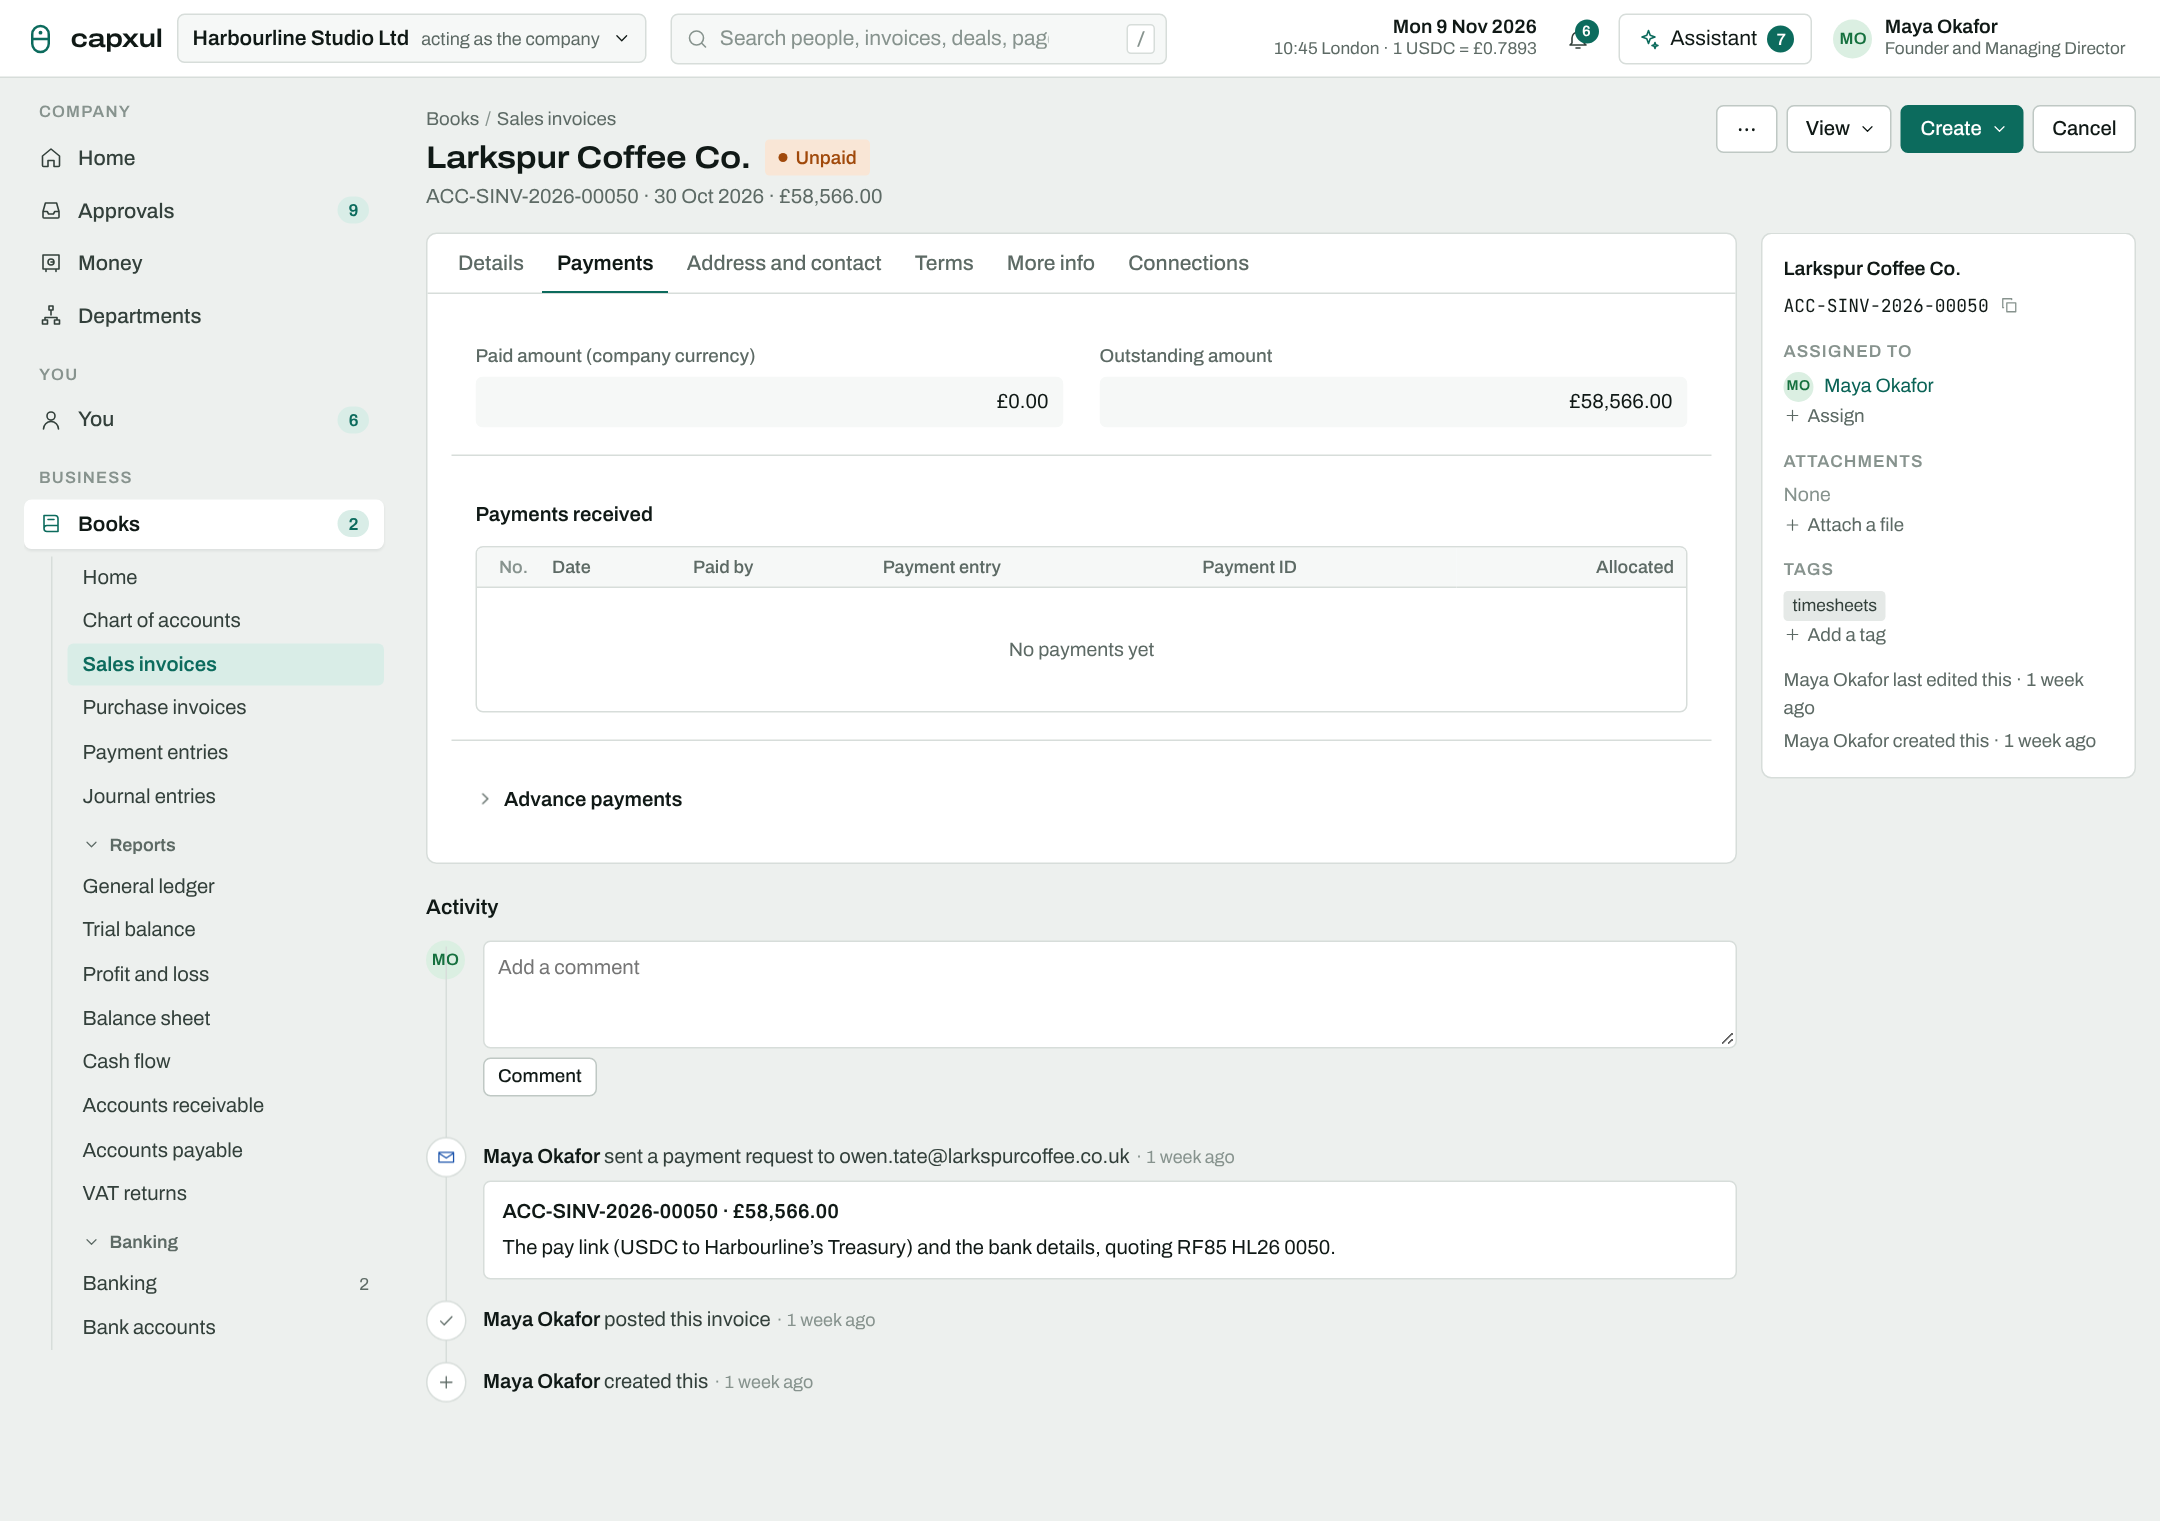 capxul
Harbourline Studio Ltd acting as the company
Search people, invoices, deals, pag
/
Mon 9 Nov 2026
10:45 London · 1 USDC = £0.7893
6
Assistant 7
MO
Maya Okafor
Founder and Managing Director
COMPANY
Home
Approvals 9
Money
Departments
YOU
You 6
BUSINESS
Books 2
Home
Chart of accounts
Sales invoices
Purchase invoices
Payment entries
Journal entries
Reports
General ledger
Trial balance
Profit and loss
Balance sheet
Cash flow
Accounts receivable
Accounts payable
VAT returns
Banking
Banking 2
Bank accounts
Books / Sales invoices
Larkspur Coffee Co. Unpaid
ACC-SINV-2026-00050 · 30 Oct 2026 · £58,566.00
View
Create
Cancel
Details Payments Address and contact Terms More info Connections
Paid amount (company currency)
£0.00
Outstanding amount
£58,566.00
Payments received
No. Date Paid by Payment entry Payment ID Allocated
No payments yet
Advance payments
Activity
MO
Add a comment
Comment
Maya Okafor sent a payment request to owen.tate@larkspurcoffee.co.uk · 1 week ago
ACC-SINV-2026-00050 · £58,566.00
The pay link (USDC to Harbourline’s Treasury) and the bank details, quoting RF85 HL26 0050.
Maya Okafor posted this invoice · 1 week ago
Maya Okafor created this · 1 week ago
Larkspur Coffee Co.
ACC-SINV-2026-00050
ASSIGNED TO
MO Maya Okafor
+ Assign
ATTACHMENTS
None
+ Attach a file
TAGS
timesheets
+ Add a tag
Maya Okafor last edited this · 1 week
ago
Maya Okafor created this · 1 week ago